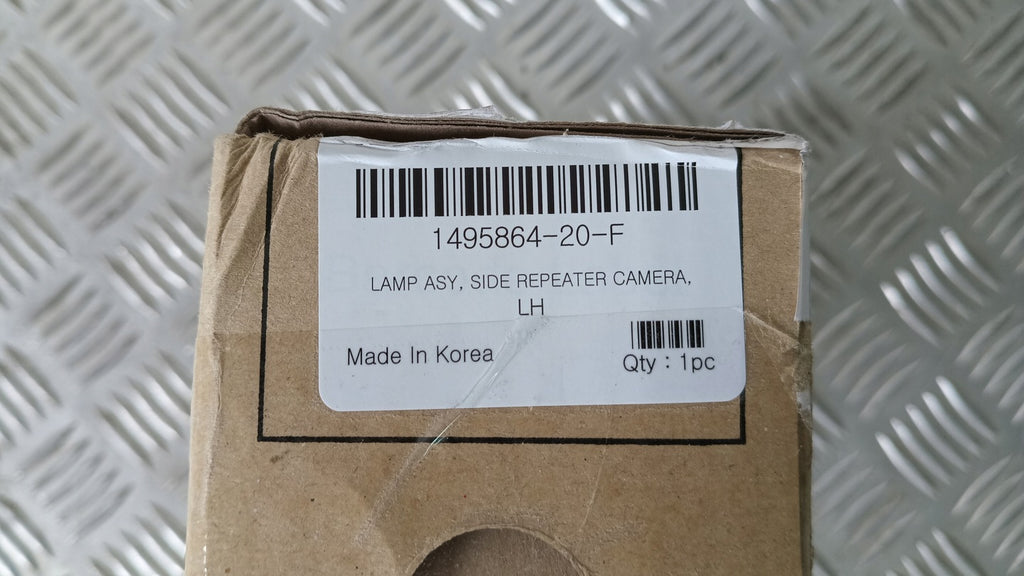 1495864-20-F
LAMP ASY, SIDE REPEATER CAMERA,
LH
Made In Korea
Qty : 1pc